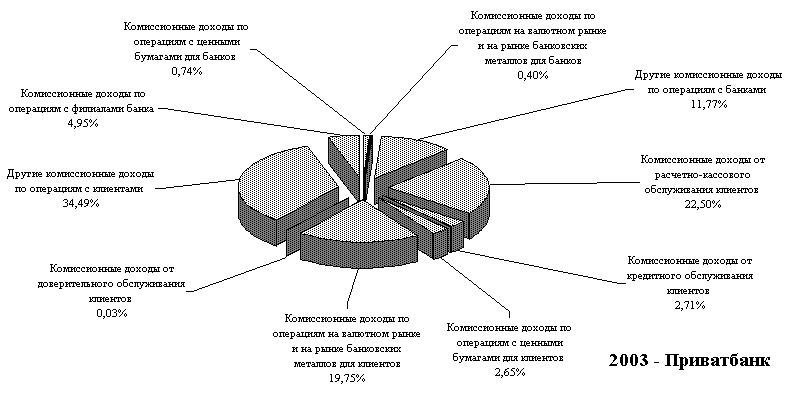 Комиссионные доходы по
операциям с ценными
бумагами для банков
0,74%
Комиссионные доходы по
операциям на валютном рынке
и на рынке банковских
металлов для банков
0,40%
Другие комиссионные доходы
по операциям с банками
11,77%
Комиссионные доходы по
операциям с филиалами банка
4,95%
Комиссионные доходы от
расчетно-кассового
обслуживания клиентов
22,50%
Другие комиссионные доходы
по операциям с клиентами
34,49%
Комиссионные доходы от
кредитного обслуживания
клиентов
2,71%
Комиссионные доходы от
доверительного обслуживания
клиентов
0,03%
Комиссионные доходы по
операциям на валютном рынке
и на рынке банковских
металлов для клиентов
19,75%
Комиссионные доходы по
операциям с ценными
бумагами для клиентов
2,65%
2003 - Приватбанк